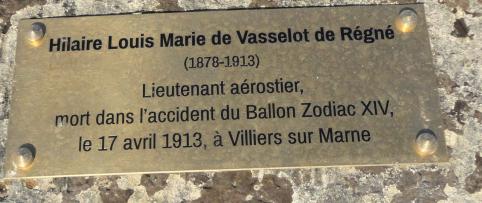 Hilaire Louis Marie de Vasselot de Régné
(1878-1913)
Lieutenant aérostier,
mort dans l'accident du Ballon Zodiac XIV,
le 17 avril 1913, à Villiers sur Marne